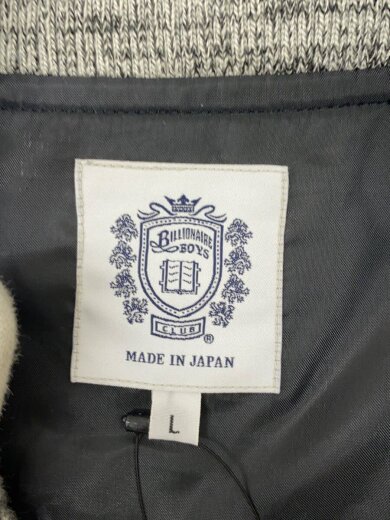 BILLIONAIRE
BOYS
CLUB
®
MADE IN JAPAN
L